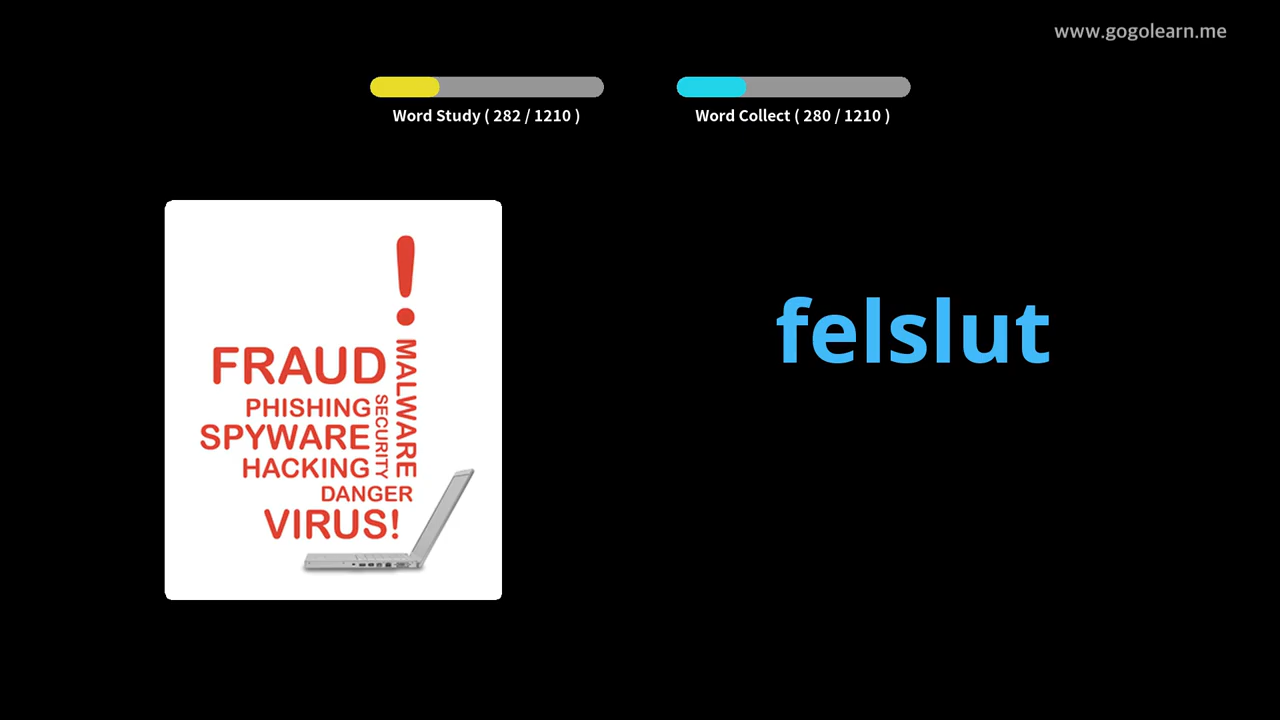 www.gogolearn.me
Word Study ( 282 / 1210 )
Word Collect ( 280 / 1210 )
!
FRAUD
MALWARE
PHISHING
SECURITY
SPYWARE
HACKING
DANGER
VIRUS!
felslut